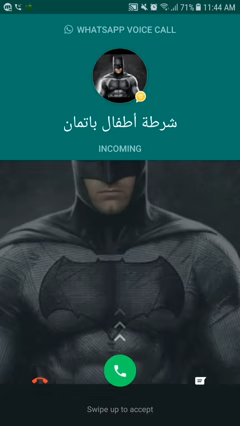 71% 11:44 AM
WHATSAPP VOICE CALL
شرطة أطفال باتمان
INCOMING
Swipe up to accept